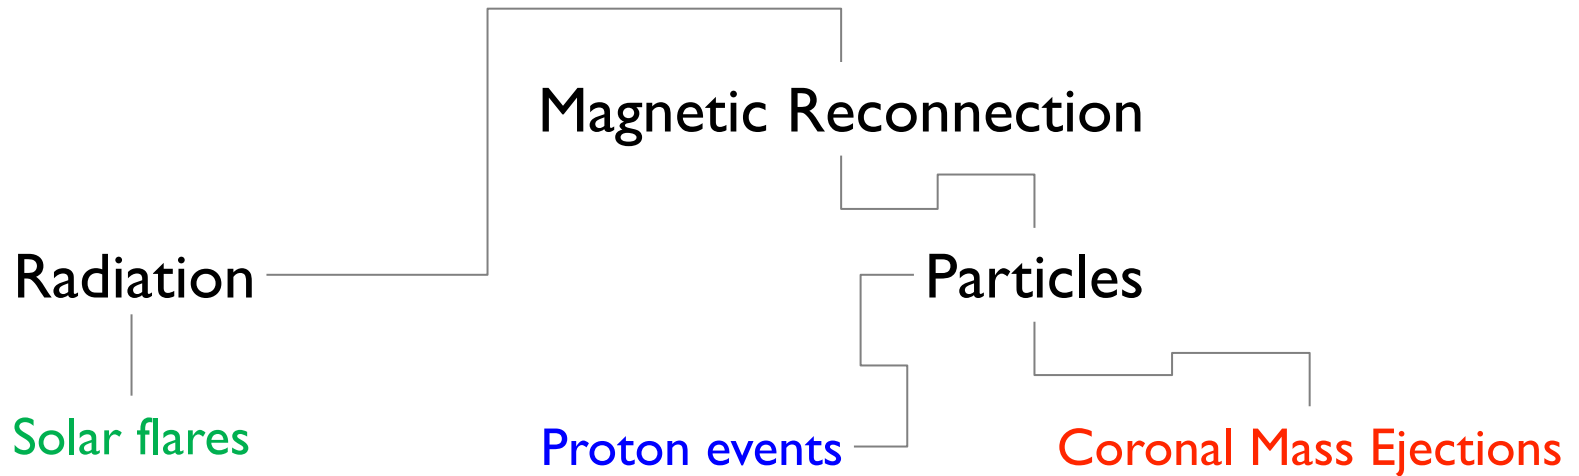 Magnetic Reconnection
Radiation
Particles
Solar flares
Proton events
Coronal Mass Ejections